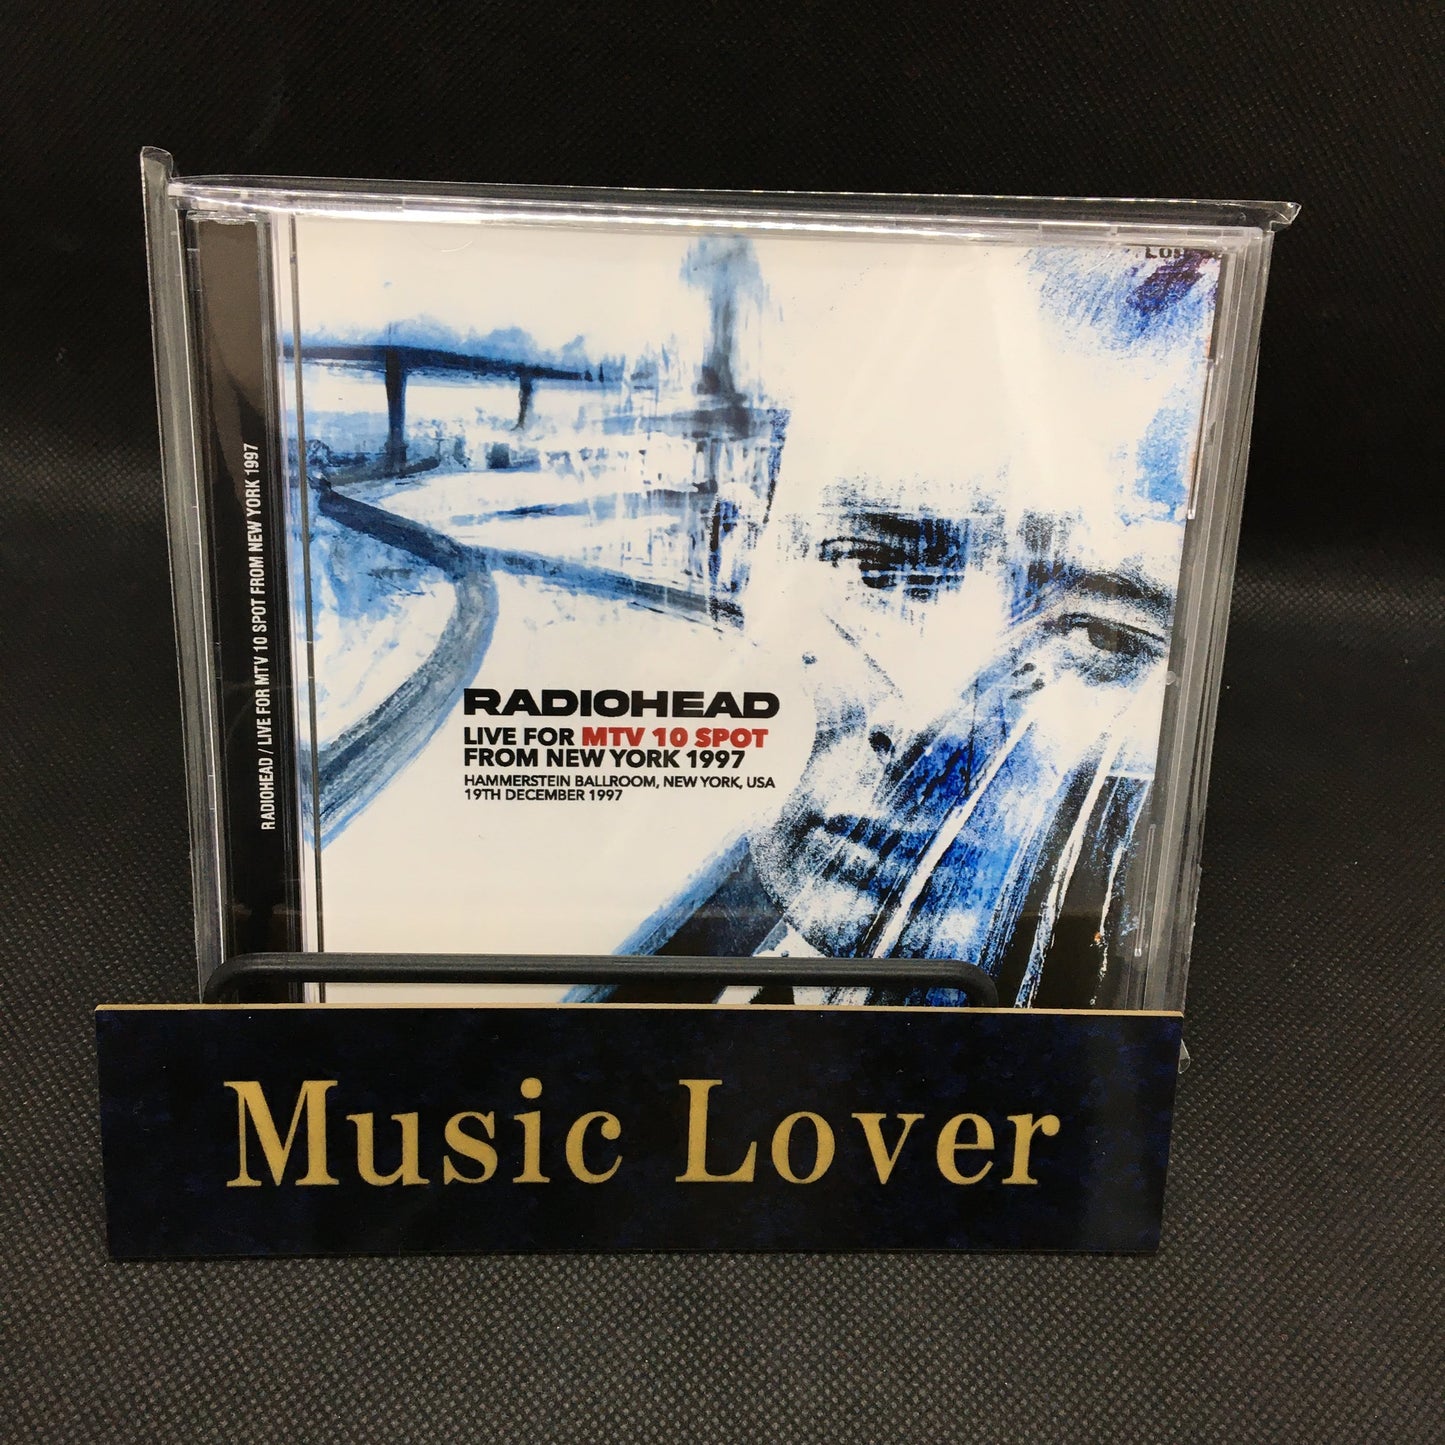 RADIOHEAD / LIVE FOR MTV 10 SPOT FROM NEW YORK 1997
RADIOHEAD
LIVE FOR MTV 10 SPOT
FROM NEW YORK 1997
HAMMERSTEIN BALLROOM, NEW YORK, USA
19TH DECEMBER 1997
Music Lover